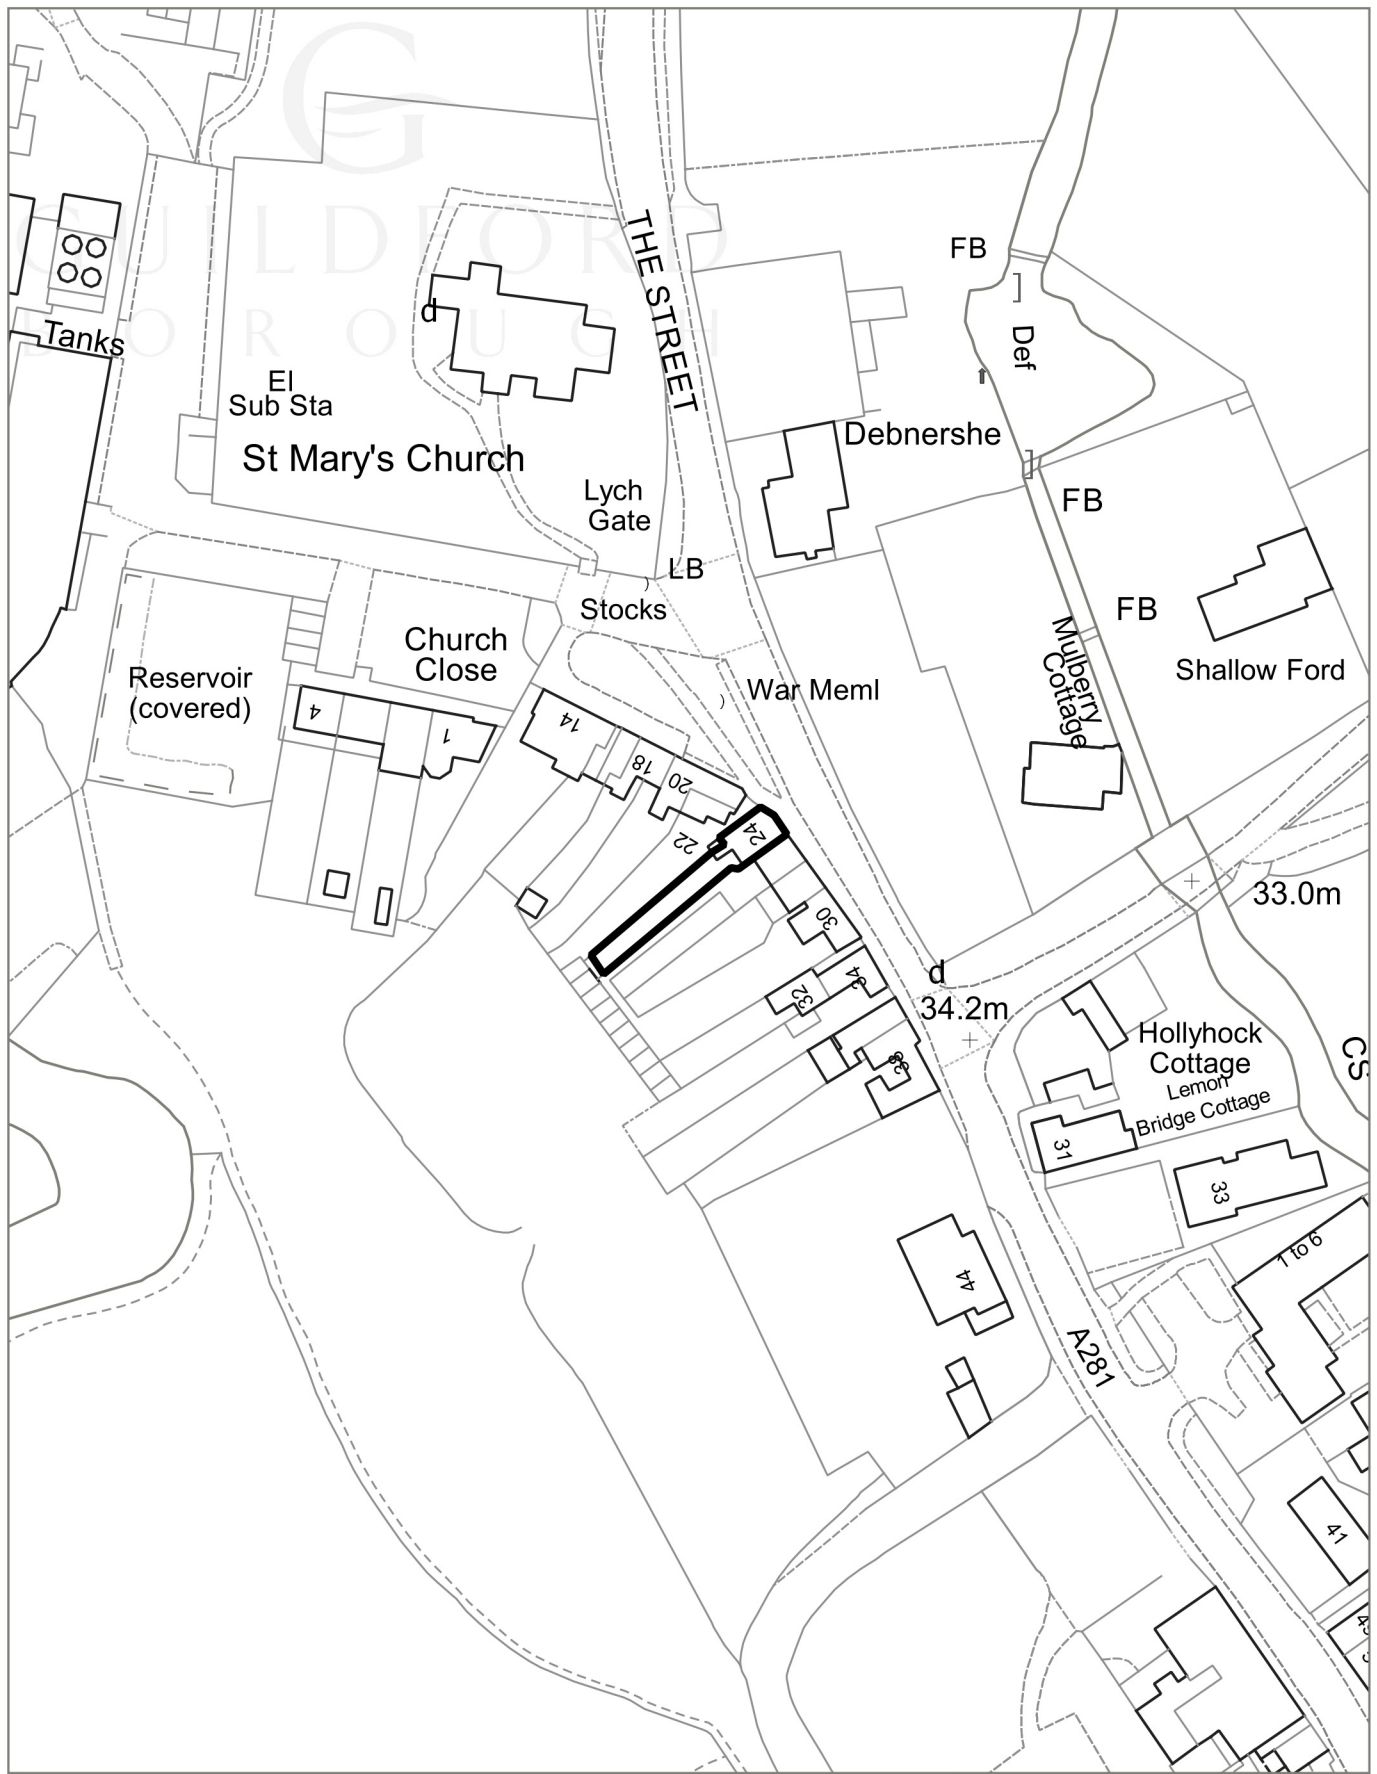 GUILDFORD
BOROUGH
THE STREET
FB
d
Tanks
Def
El
Sub Sta
Debnershe
St Mary's Church
Lych
Gate
FB
LB
Stocks
FB
Church
Close
Mulberry
Cottage
Shallow Ford
Reservoir
(covered)
War Meml
4
1
14
18
20
22
24
33.0m
30
d
34.2m
34
32
38
Hollyhock
Cottage
CS
Lemon
Bridge Cottage
31
33
1 to 6
44
A281
41